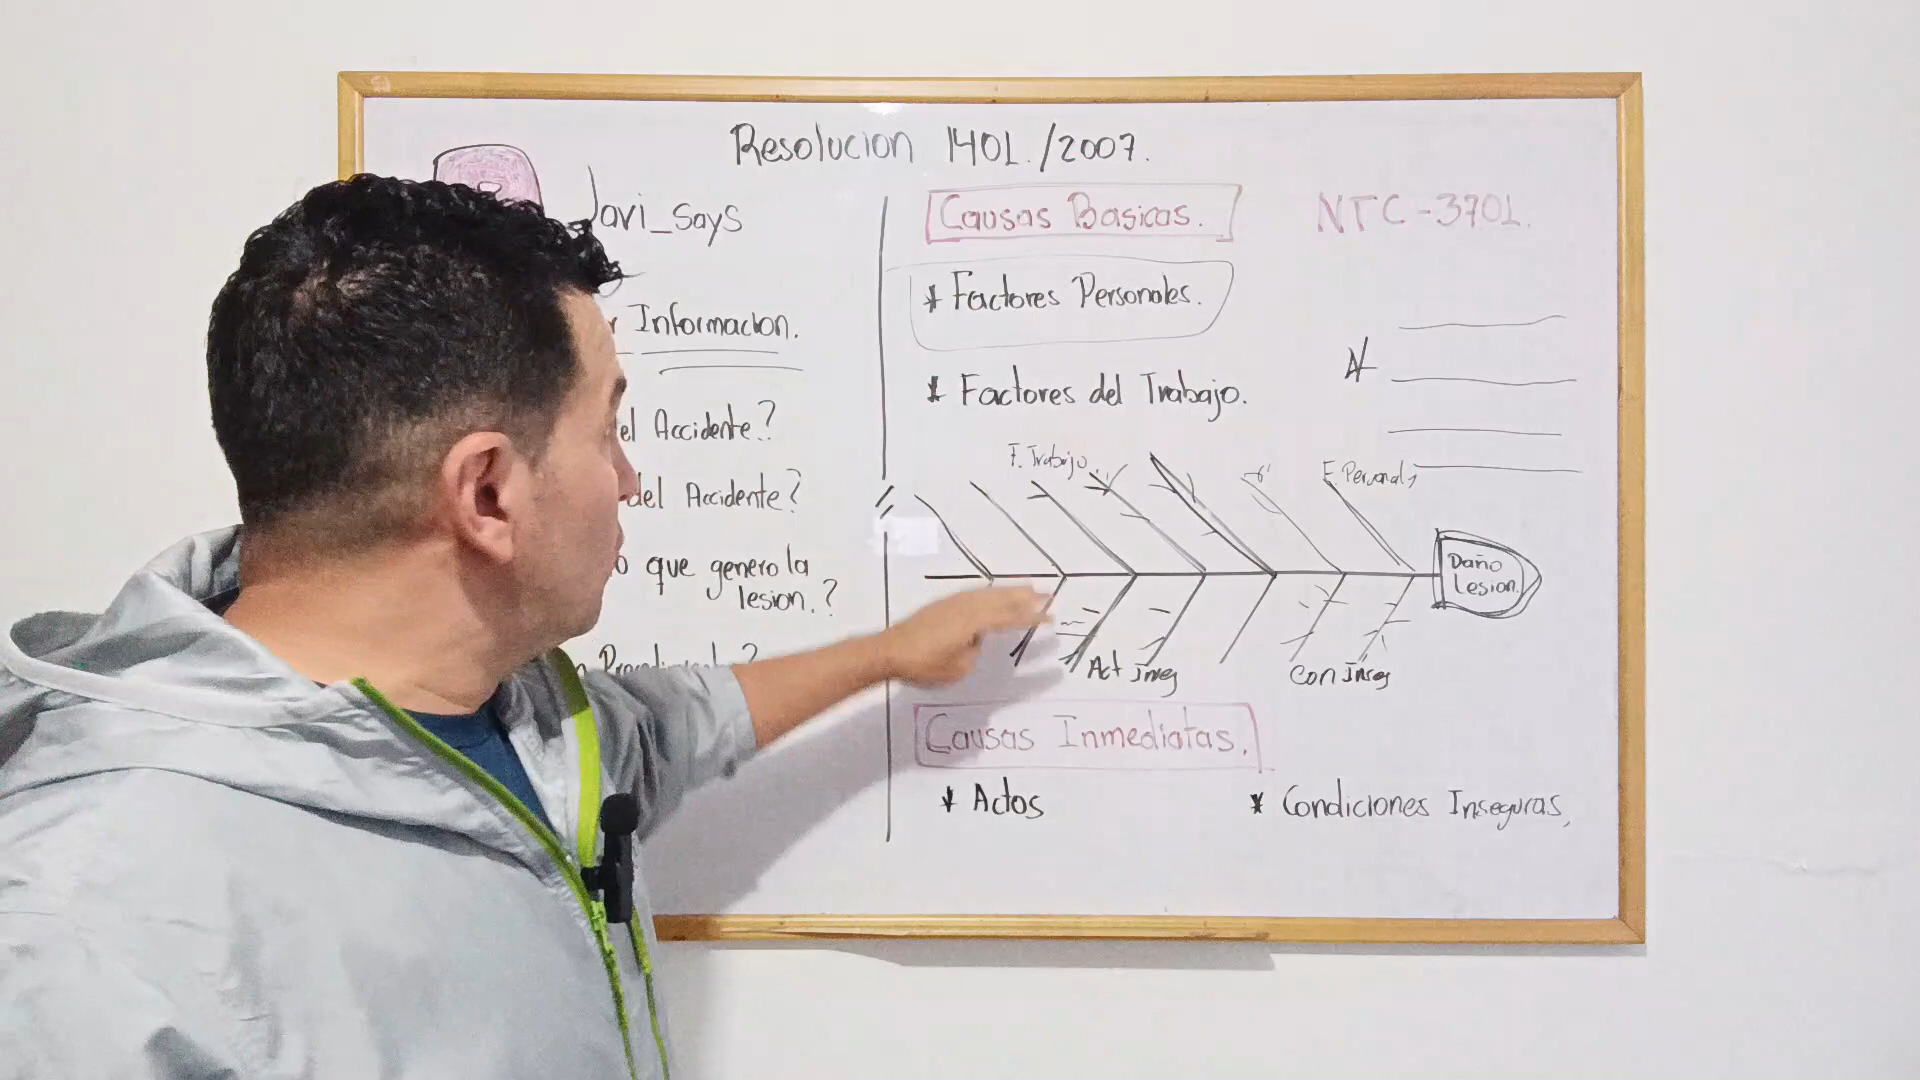 Resolucion 1401./2007.
Javi_says
r Informacion.
el Accidente?
del Accidente?
o que genero la
lesion.?
Causas Basicas.
NTC-3701.
* Factores Personales.
* Factores del Trabajo.
F. Trabajo.
Daño
Lesion.
Act Inseg
Con Inseg
Causas Inmediatas.
* Actos
* Condiciones Inseguras,